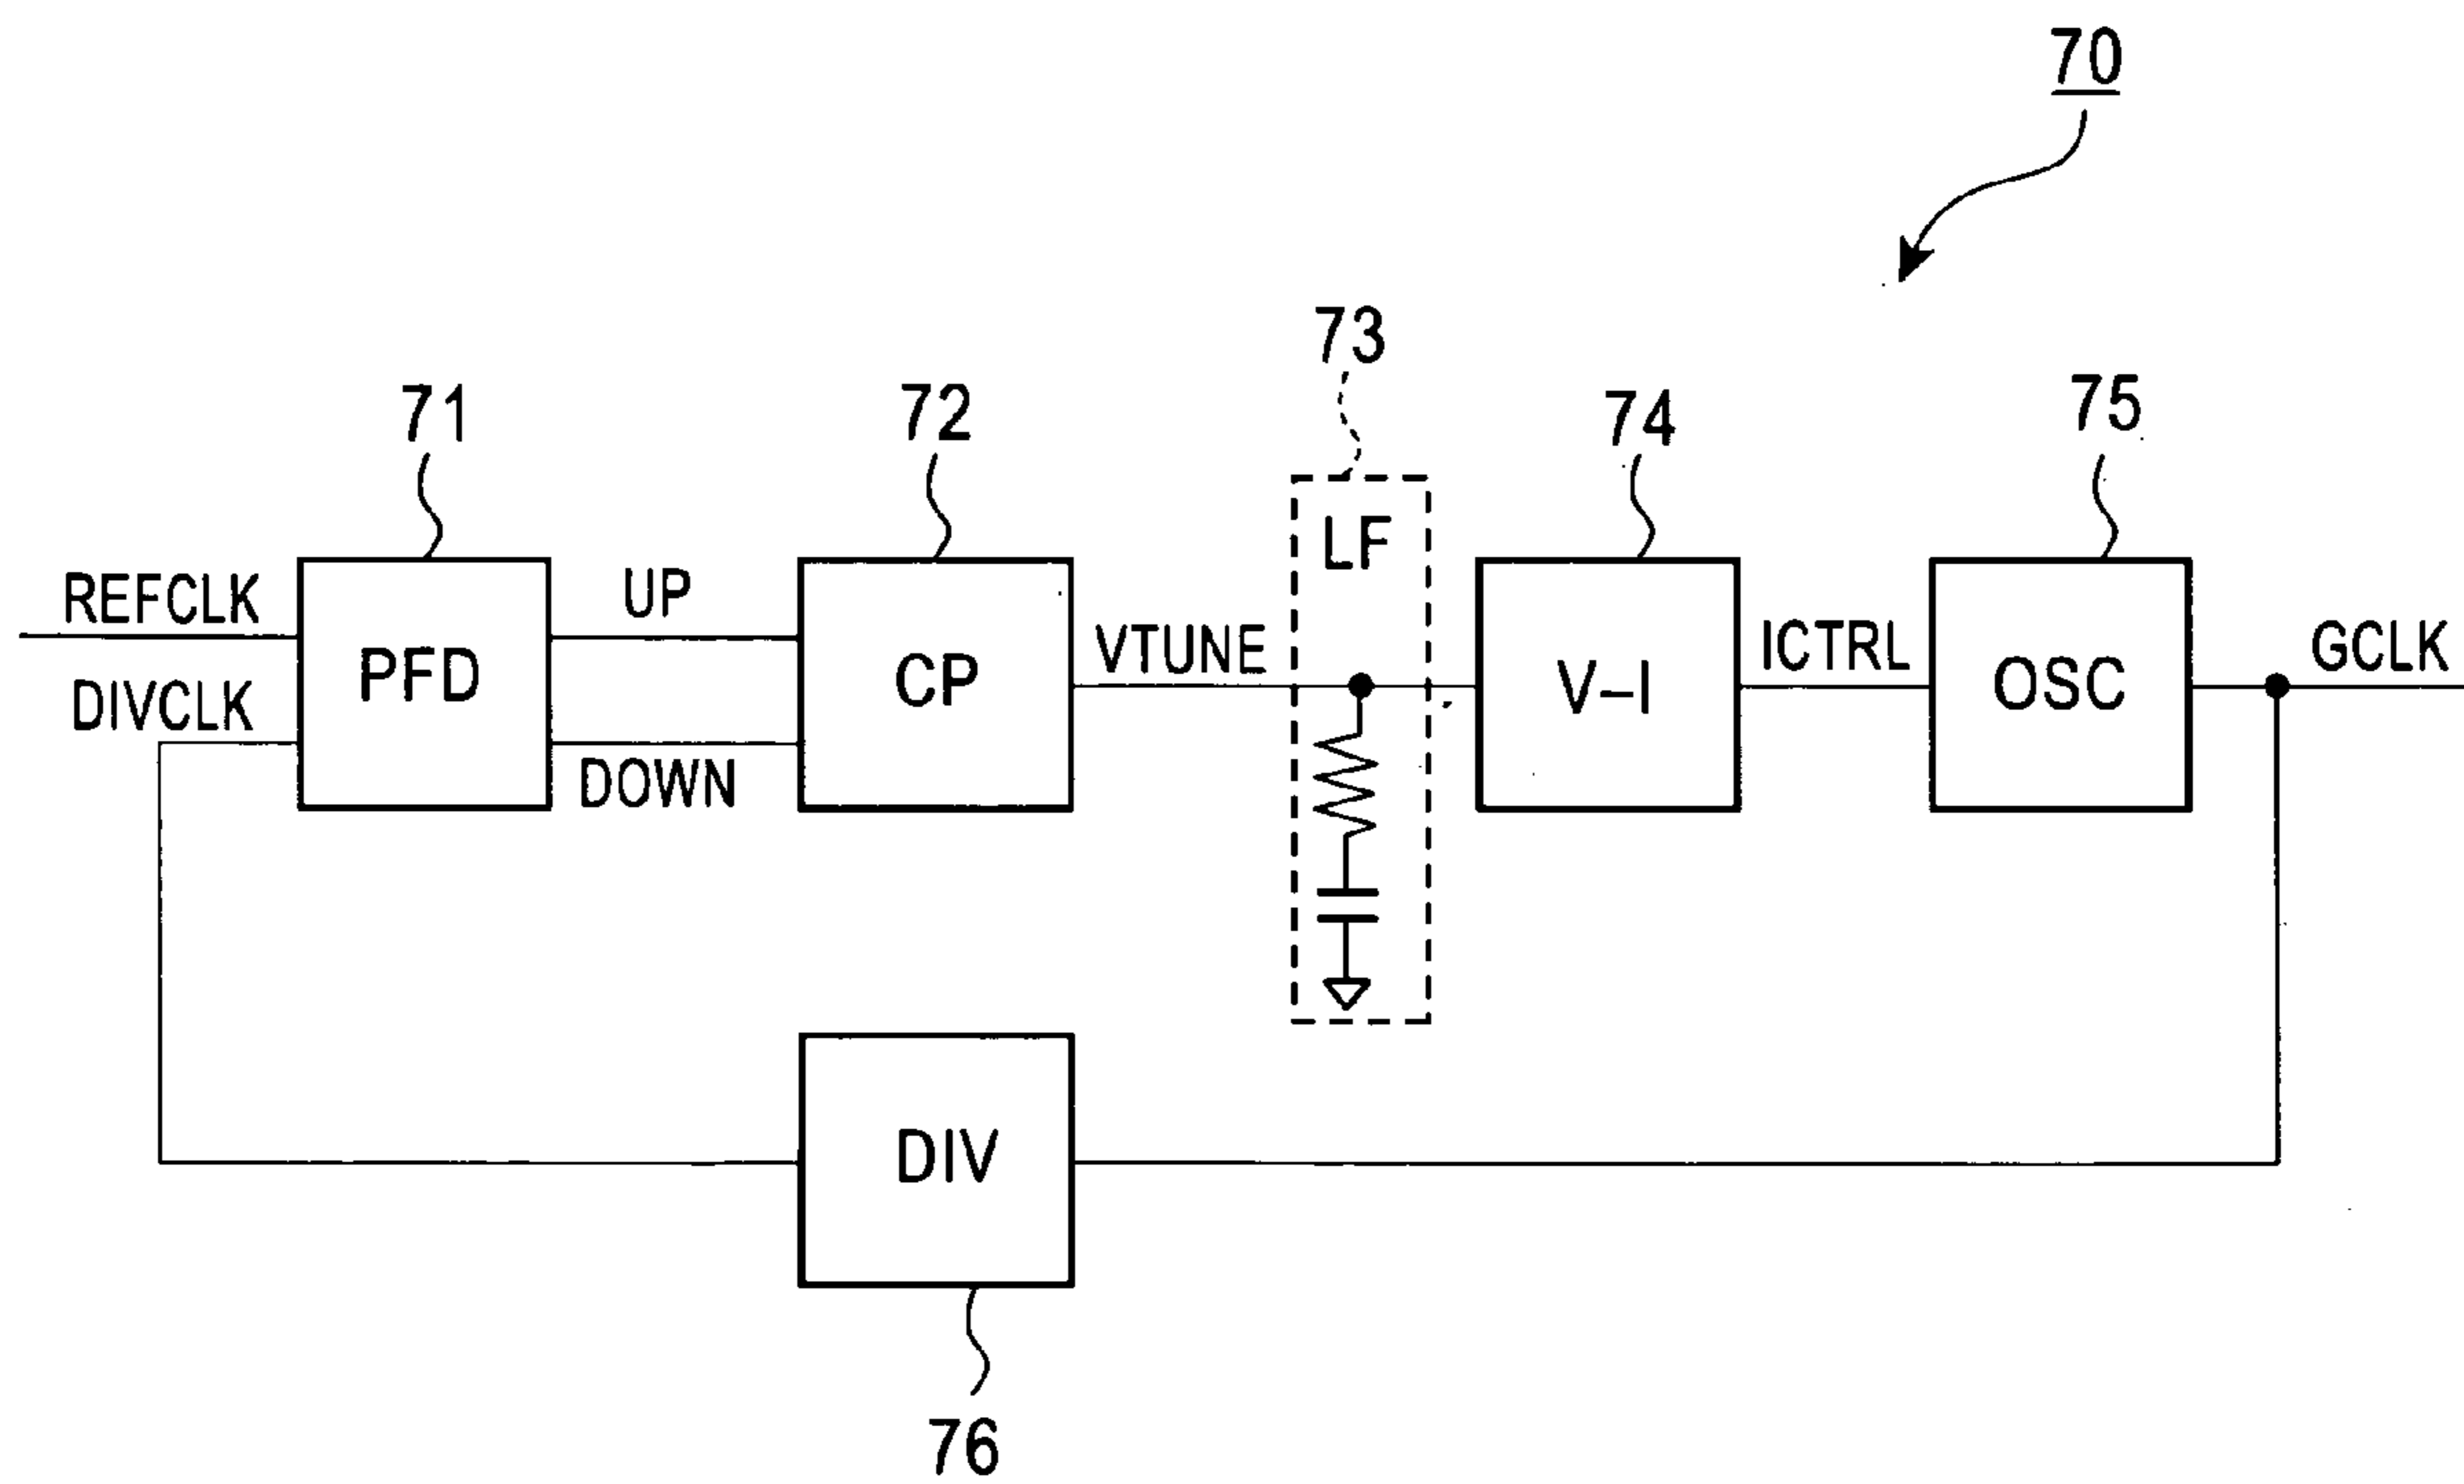 70
73
71
72
74
75
REFCLK
UP
LF
DIVCLK
PFD
DOWN
CP
VTUNE
V–I
ICTRL
OSC
GCLK
DIV
76